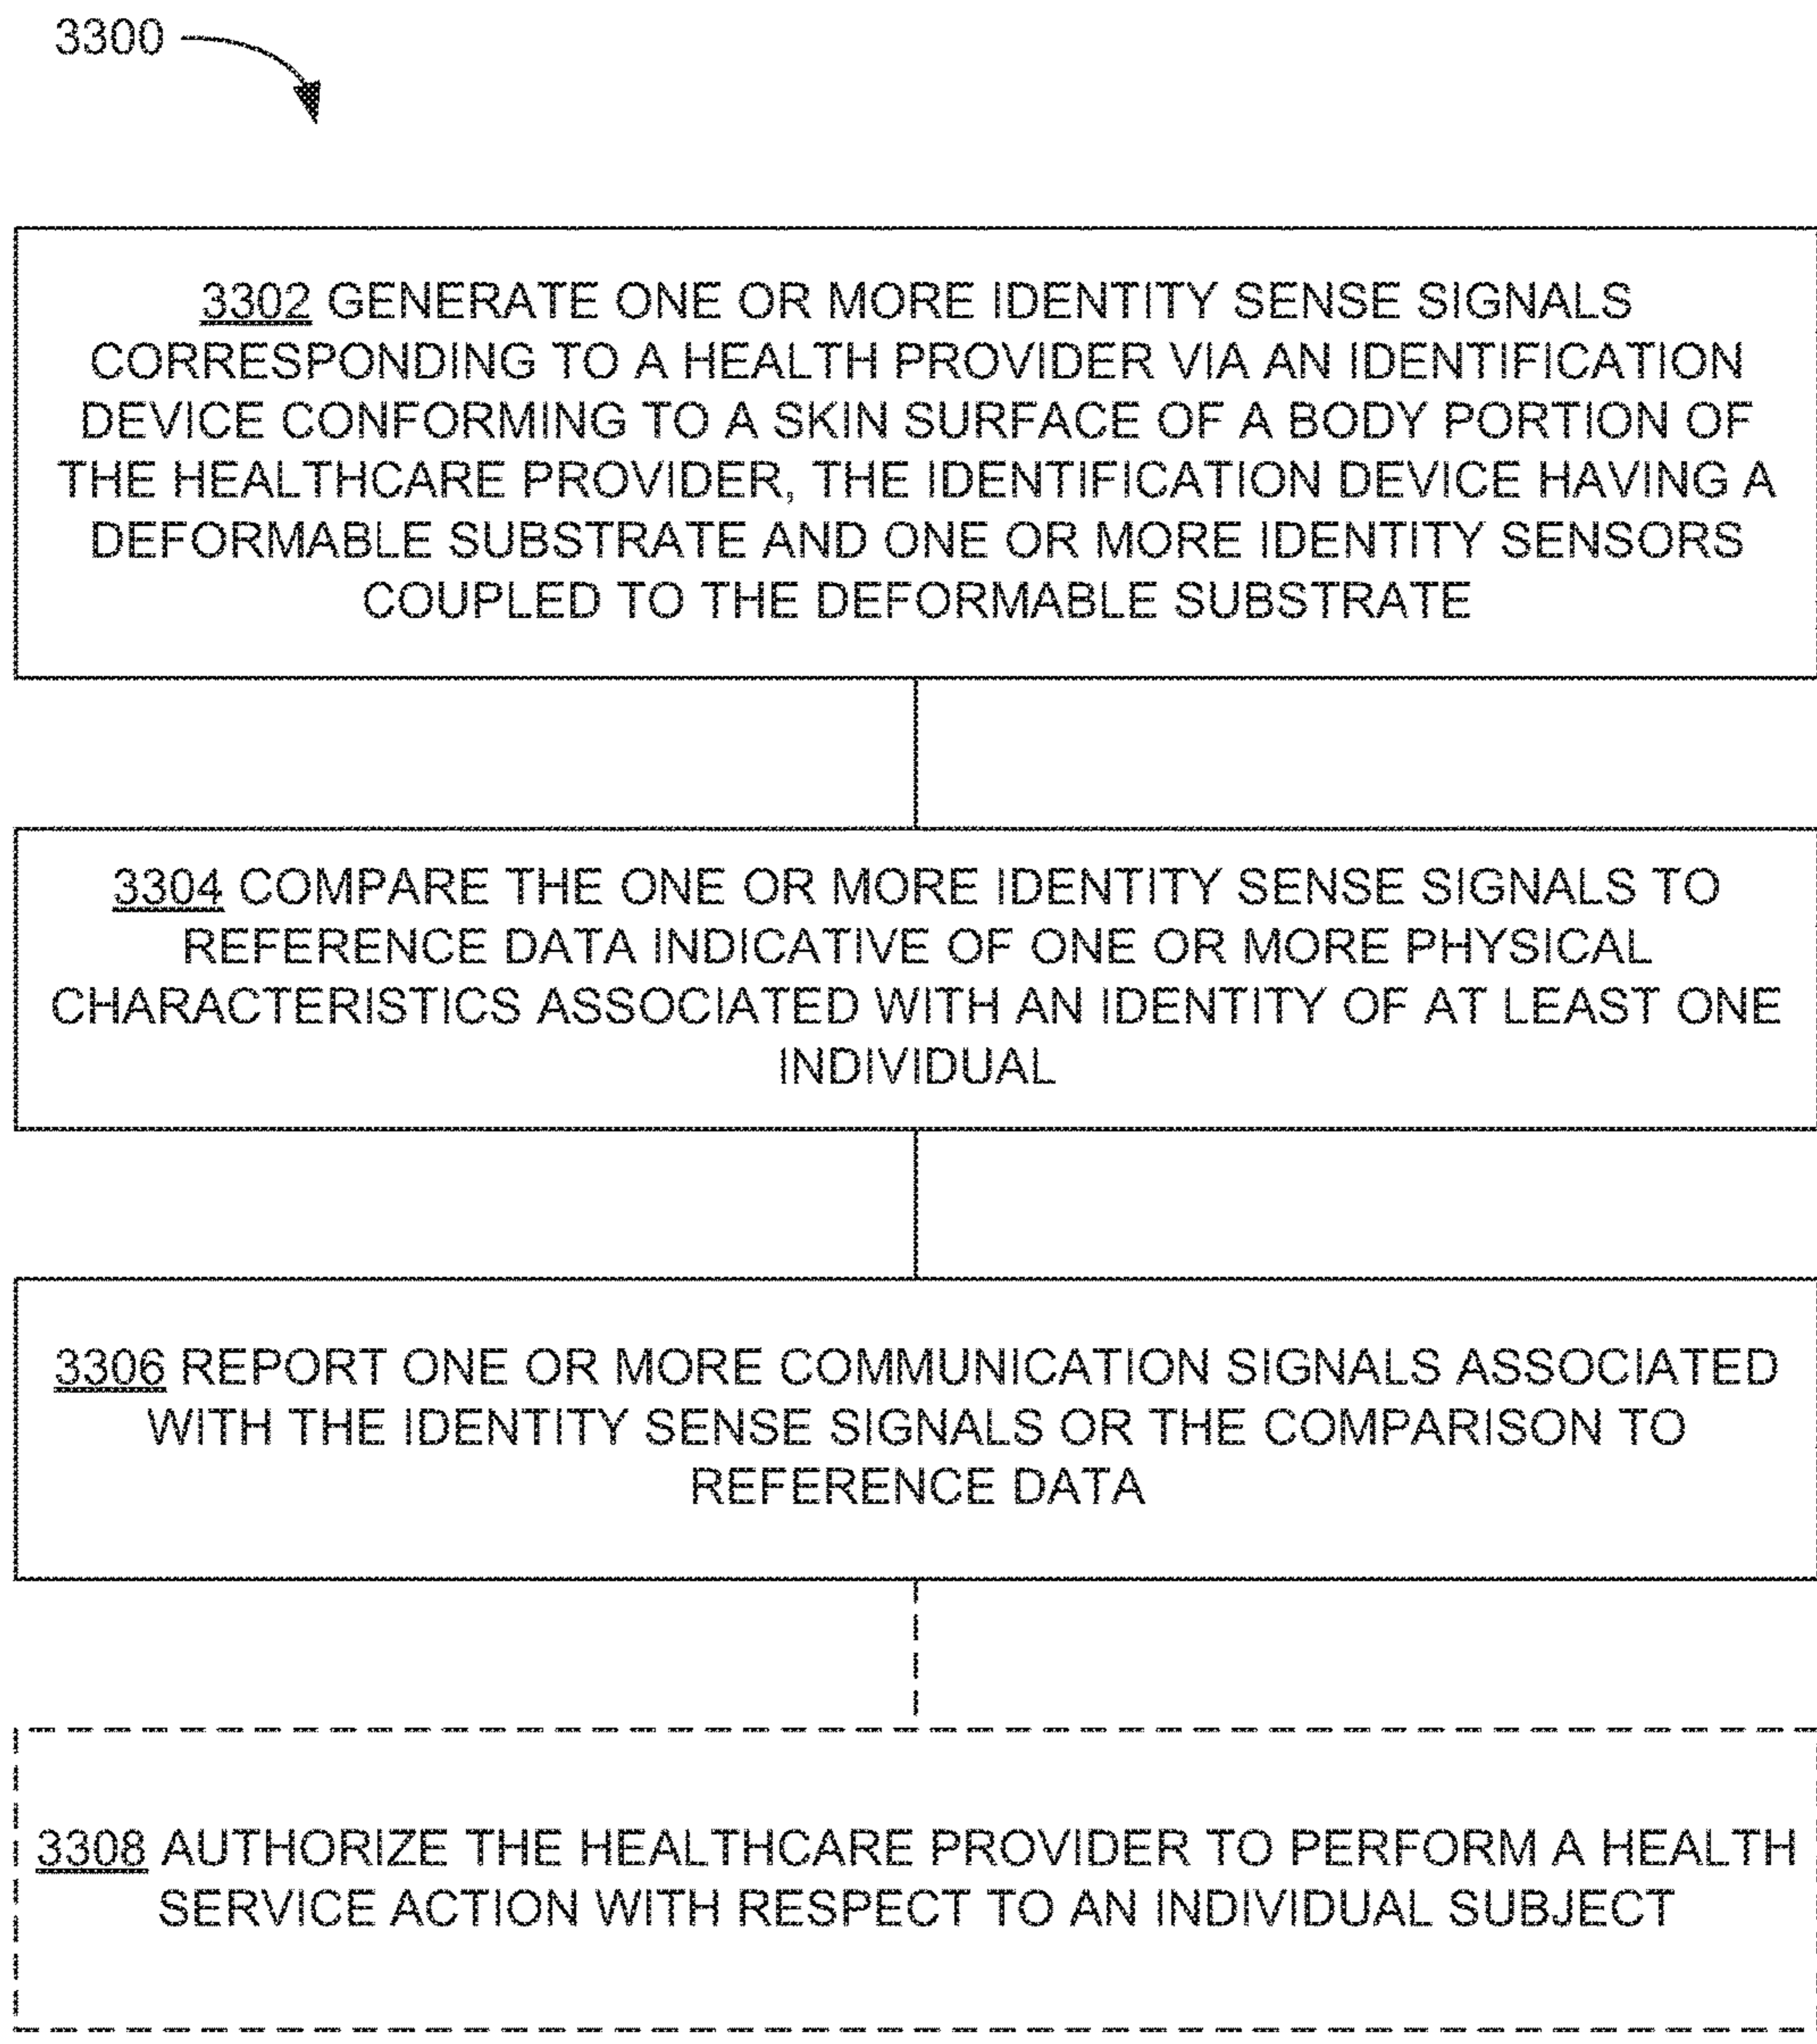 3300
3302 GENERATE ONE OR MORE IDENTITY SENSE SIGNALS
CORRESPONDING TO A HEALTH PROVIDER VIA AN IDENTIFICATION
DEVICE CONFORMING TO A SKIN SURFACE OF A BODY PORTION OF
THE HEALTHCARE PROVIDER, THE IDENTIFICATION DEVICE HAVING A
DEFORMABLE SUBSTRATE AND ONE OR MORE IDENTITY SENSORS
COUPLED TO THE DEFORMABLE SUBSTRATE
3304 COMPARE THE ONE OR MORE IDENTITY SENSE SIGNALS TO
REFERENCE DATA INDICATIVE OF ONE OR MORE PHYSICAL
CHARACTERISTICS ASSOCIATED WITH AN IDENTITY OF AT LEAST ONE
INDIVIDUAL
3306 REPORT ONE OR MORE COMMUNICATION SIGNALS ASSOCIATED
WITH THE IDENTITY SENSE SIGNALS OR THE COMPARISON TO
REFERENCE DATA
3308 AUTHORIZE THE HEALTHCARE PROVIDER TO PERFORM A HEALTH
SERVICE ACTION WITH RESPECT TO AN INDIVIDUAL SUBJECT